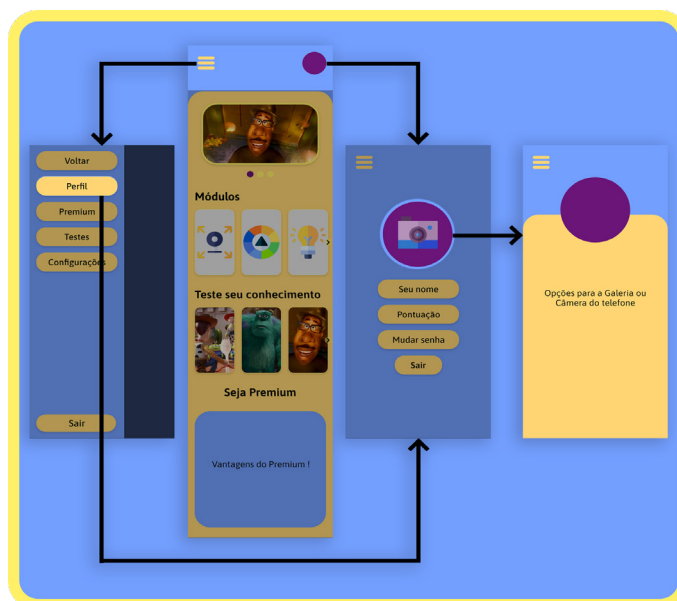 Voltar
Perfil
Premium
Testes
Configurações
Sair
Módulos
Teste seu conhecimento
Seja Premium
Vantagens do Premium !
Seu nome
Pontuação
Mudar senha
Sair
Opções para a Galeria ou
Câmera do telefone